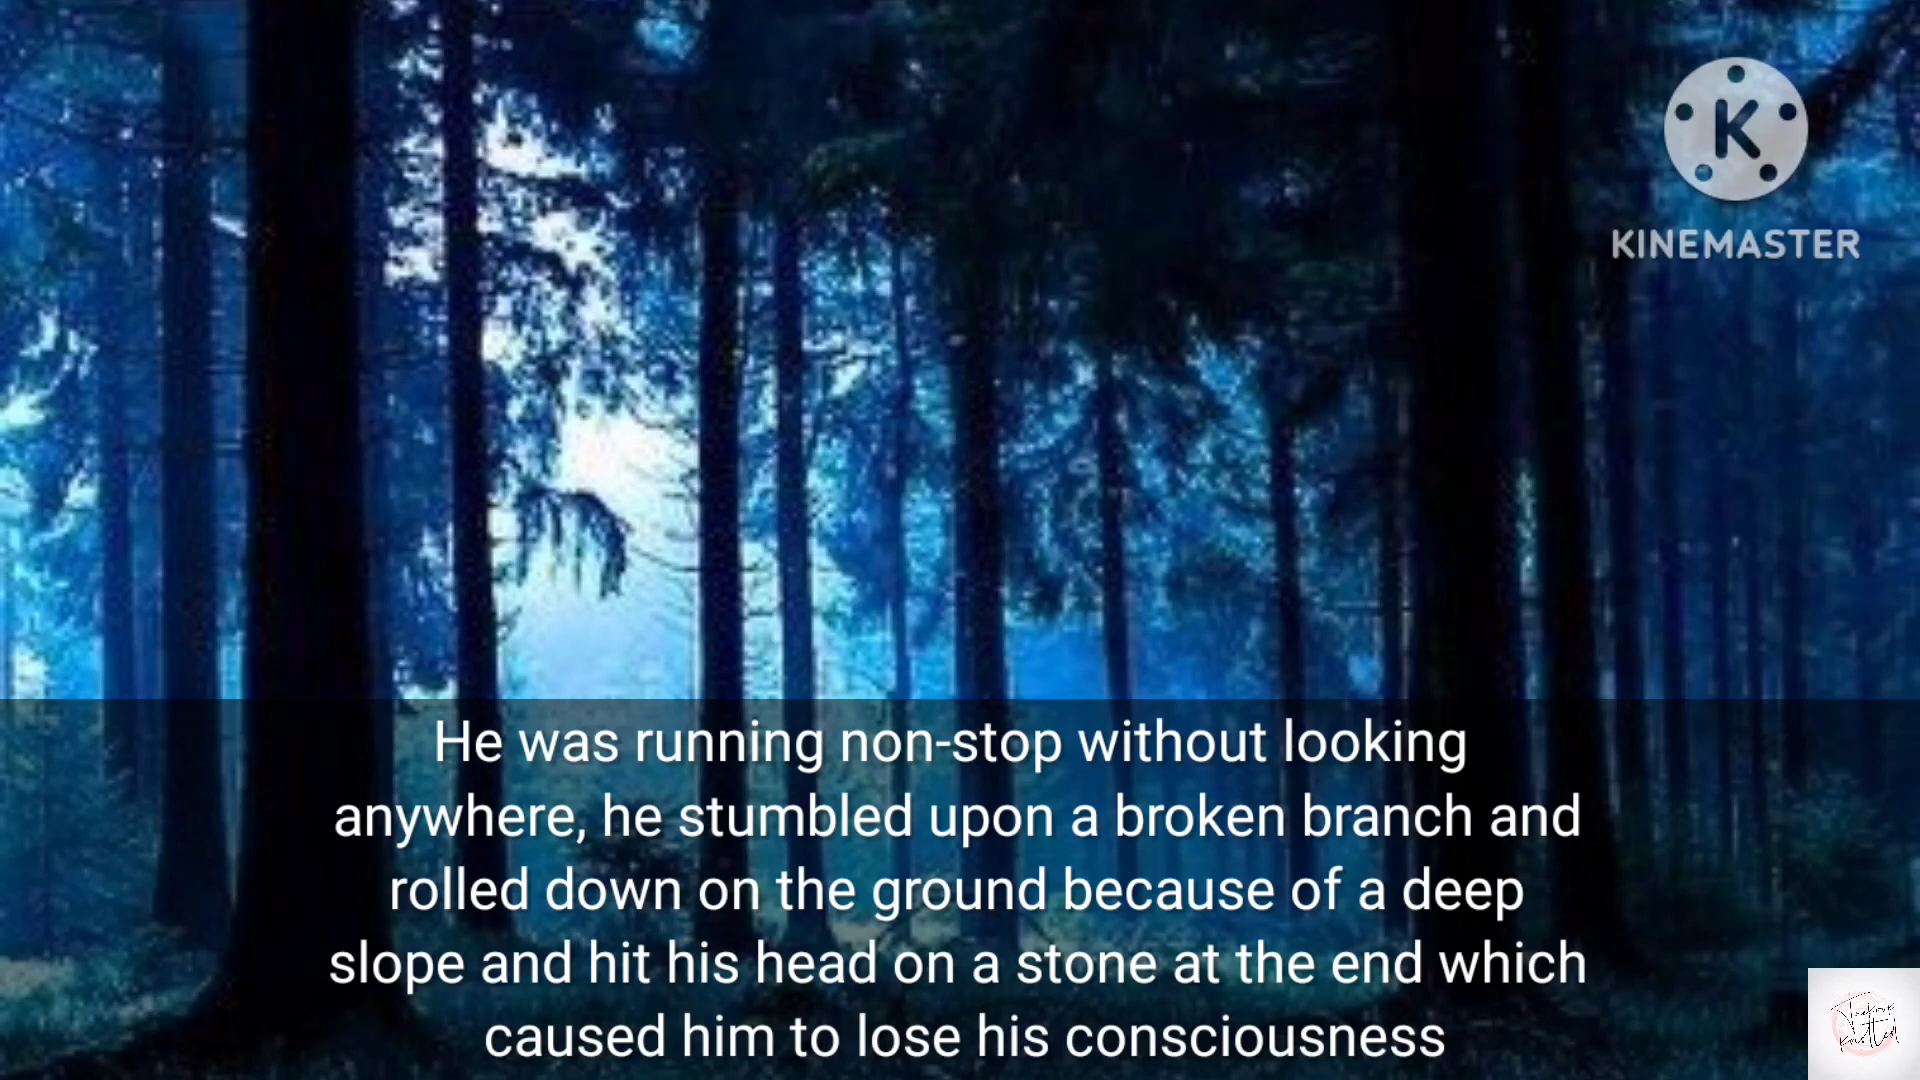 KINEMASTER
He was running non-stop without looking
anywhere, he stumbled upon a broken branch and
rolled down on the ground because of a deep
slope and hit his head on a stone at the end which
caused him to lose his consciousness